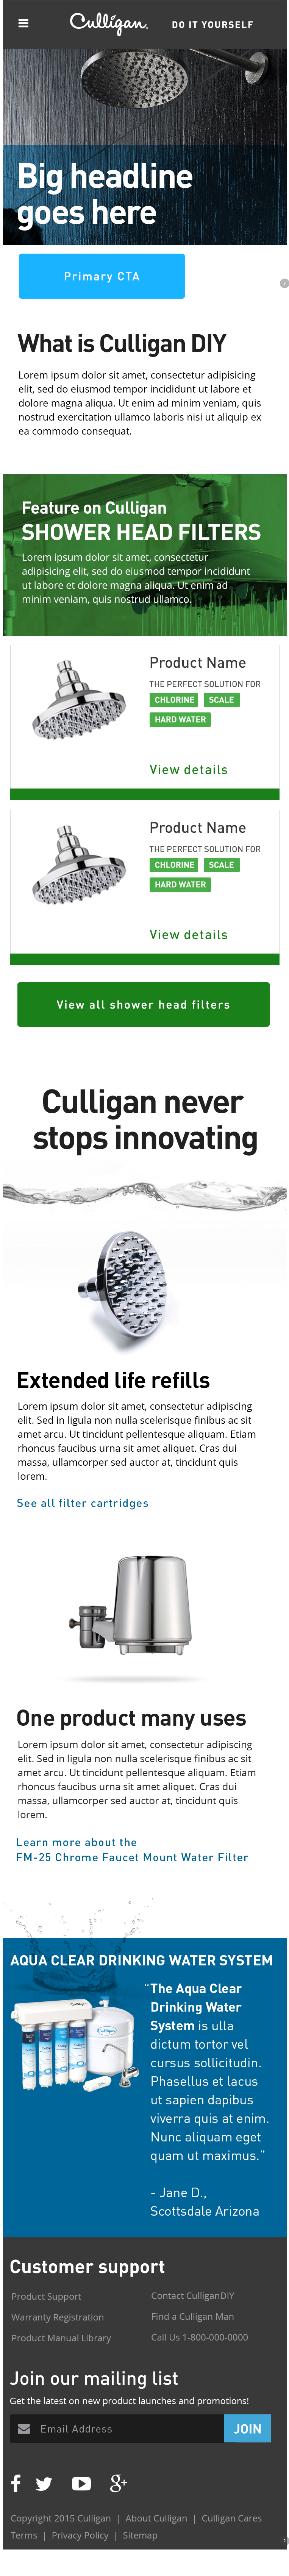 Culligan. DO IT YOURSELF
Big headline
goes here
Primary CTA
What is Culligan DIY
Lorem ipsum dolor sit amet, consectetur adipisicing
elit, sed do eiusmod tempor incididunt ut labore et
dolore magna aliqua. Ut enim ad minim veniam, quis
nostrud exercitation ullamco laboris nisi ut aliquip ex
ea commodo consequat.
Feature on Culligan
SHOWER HEAD FILTERS
Lorem ipsum dolor sit amet, consectetur
adipisicing elit, sed do eiusmod tempor incididunt
ut labore et dolore magna aliqua. Ut enim ad
minim veniam, quis nostrud ullamco.
Product Name
THE PERFECT SOLUTION FOR
CHLORINE SCALE
HARD WATER
View details
Product Name
THE PERFECT SOLUTION FOR
CHLORINE SCALE
HARD WATER
View details
View all shower head filters
Culligan never
stops innovating
Extended life refills
Lorem ipsum dolor sit amet, consectetur adipiscing
elit. Sed in ligula non nulla scelerisque finibus ac sit
amet arcu. Ut tincidunt pellentesque aliquam. Etiam
rhoncus faucibus urna sit amet aliquet. Cras dui
massa, ullamcorper sed auctor at, tincidunt quis
lorem.
See all filter cartridges
One product many uses
Lorem ipsum dolor sit amet, consectetur adipiscing
elit. Sed in ligula non nulla scelerisque finibus ac sit
amet arcu. Ut tincidunt pellentesque aliquam. Etiam
rhoncus faucibus urna sit amet aliquet. Cras dui
massa, ullamcorper sed auctor at, tincidunt quis
lorem.
Learn more about the
FM-25 Chrome Faucet Mount Water Filter
AQUA CLEAR DRINKING WATER SYSTEM
“The Aqua Clear
Drinking Water
System is ulla
dictum tortor vel
cursus sollicitudin.
Phasellus et lacus
ut sapien dapibus
viverra quis at enim.
Nunc aliquam eget
quam ut maximus.”
- Jane D.,
Scottsdale Arizona
Customer support
Product Support Contact CulliganDIY
Warranty Registration Find a Culligan Man
Product Manual Library Call Us 1-800-000-0000
Join our mailing list
Get the latest on new product launches and promotions!
Email Address JOIN
Copyright 2015 Culligan | About Culligan | Culligan Cares
Terms | Privacy Policy | Sitemap